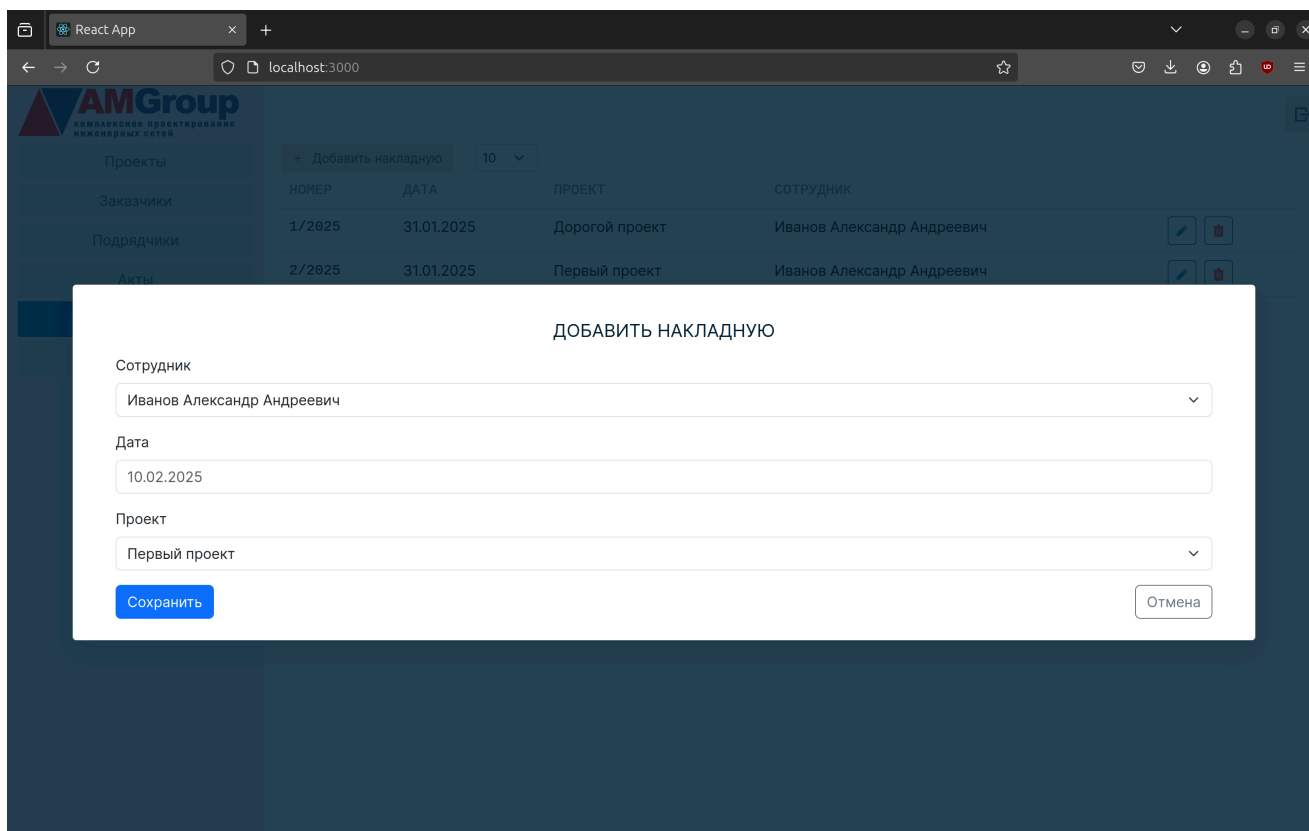 React App
localhost:3000
AMGroup
комплексное проектирование
инженерных сетей
Проекты
Заказчики
Подрядчики
Акты
+ Добавить накладную 10
НОМЕР ДАТА ПРОЕКТ СОТРУДНИК
1/2025 31.01.2025 Дорогой проект Иванов Александр Андреевич
2/2025 31.01.2025 Первый проект Иванов Александр Андреевич
ДОБАВИТЬ НАКЛАДНУЮ
Сотрудник
Иванов Александр Андреевич
Дата
10.02.2025
Проект
Первый проект
Сохранить Отмена